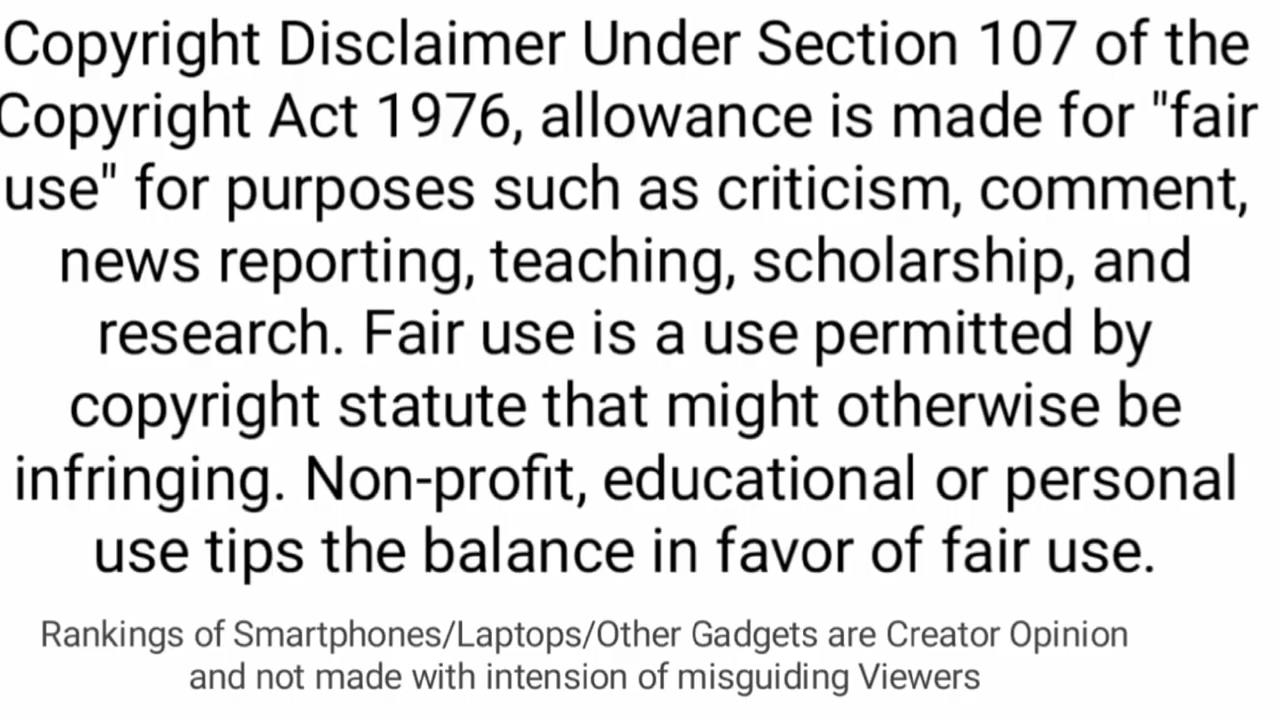 Copyright Disclaimer Under Section 107 of the
Copyright Act 1976, allowance is made for "fair
use" for purposes such as criticism, comment,
news reporting, teaching, scholarship, and
research. Fair use is a use permitted by
copyright statute that might otherwise be
infringing. Non-profit, educational or personal
use tips the balance in favor of fair use.
Rankings of Smartphones/Laptops/Other Gadgets are Creator Opinion
and not made with intension of misguiding Viewers